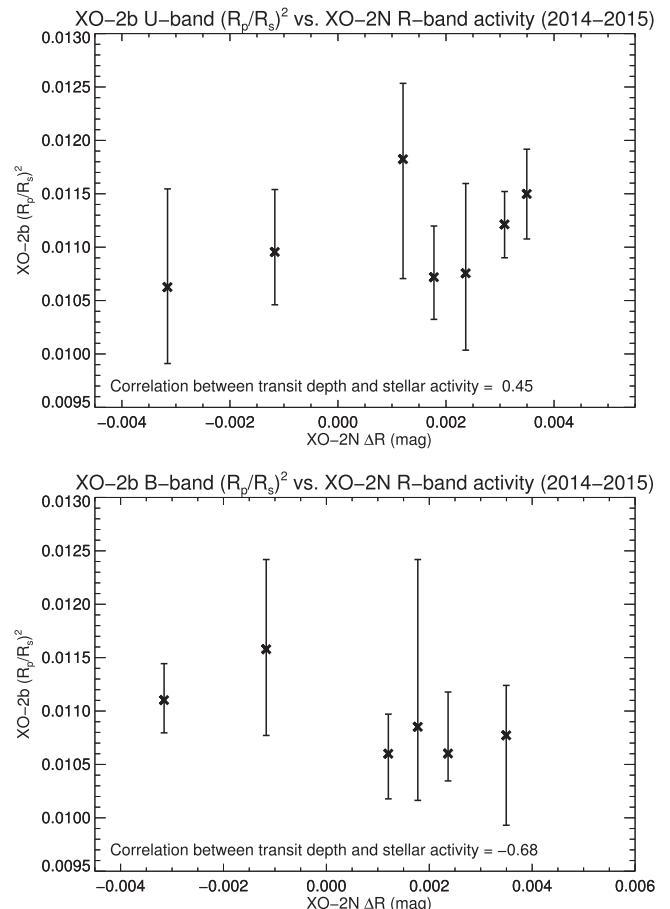 XO−2b U−band (Rp/Rs)2 vs. XO−2N R−band activity (2014−2015)
0.0130
0.0125
0.0120
0.0115
0.0110
0.0105
0.0100
0.0095
XO−2b (Rp/Rs)2
Correlation between transit depth and stellar activity = 0.45
−0.004 −0.002 0.000 0.002 0.004
XO−2N ΔR (mag)
XO−2b B−band (Rp/Rs)2 vs. XO−2N R−band activity (2014−2015)
0.0130
0.0125
0.0120
0.0115
0.0110
0.0105
0.0100
0.0095
XO−2b (Rp/Rs)2
Correlation between transit depth and stellar activity = −0.68
−0.004 −0.002 0.000 0.002 0.004 0.006
XO−2N ΔR (mag)